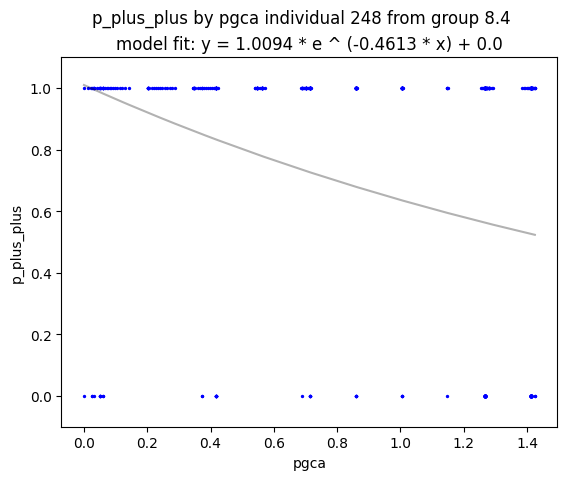 p_plus_plus by pgca individual 248 from group 8.4
model fit: y = 1.0094 * e ^ (-0.4613 * x) + 0.0
1.0
0.8
0.6
0.4
0.2
0.0
p_plus_plus
0.0 0.2 0.4 0.6 0.8 1.0 1.2 1.4
pgca